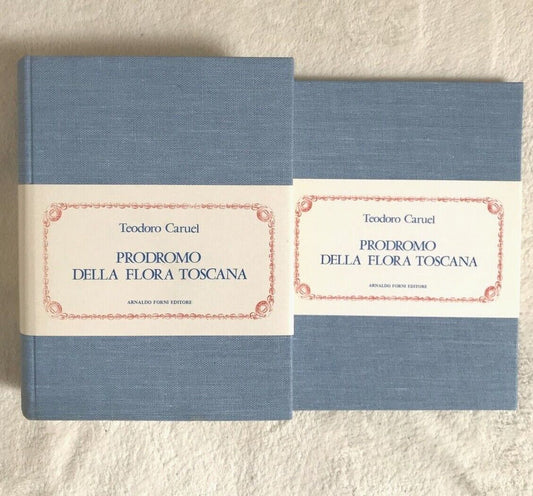 Teodoro Caruel
PRODROMO
DELLA FLORA TOSCANA
ARNALDO FORNI EDITORE
Teodoro Caruel
PRODROMO
DELLA FLORA TOSCANA
ARNALDO FORNI EDITORE